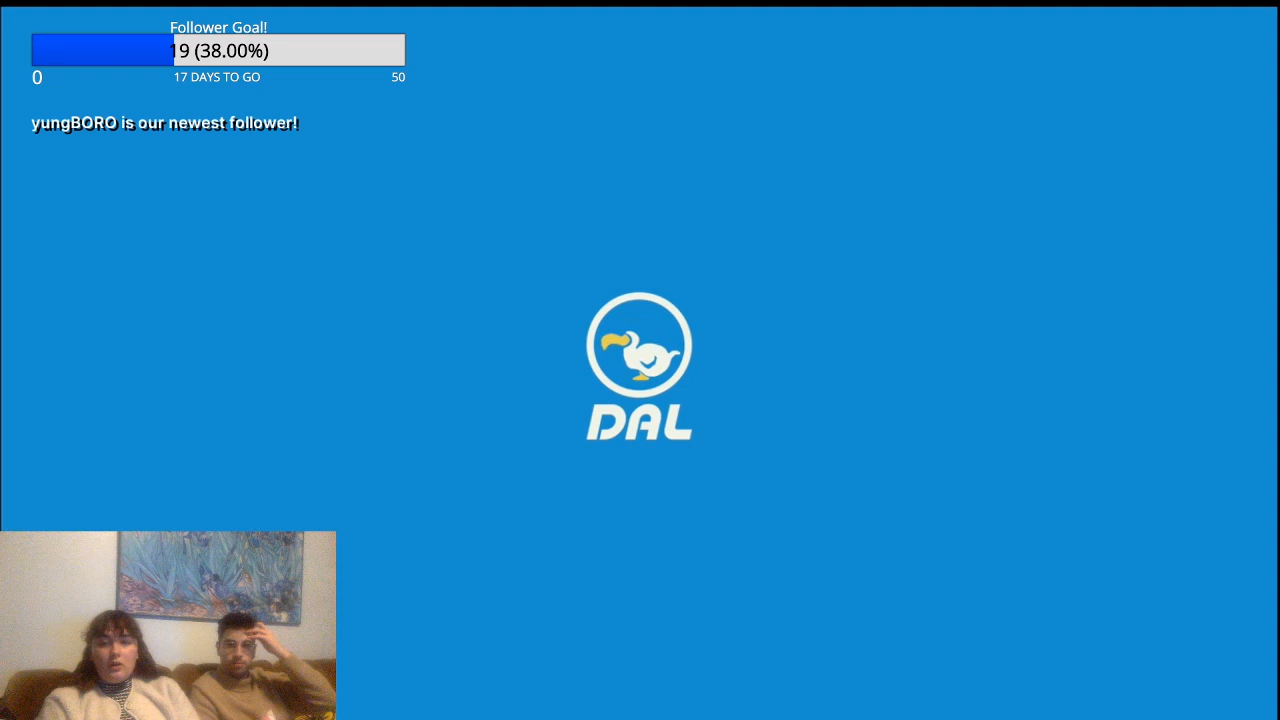 Follower Goal!
19 (38.00%)
0 17 DAYS TO GO 50
yungBORO is our newest follower!
DAL